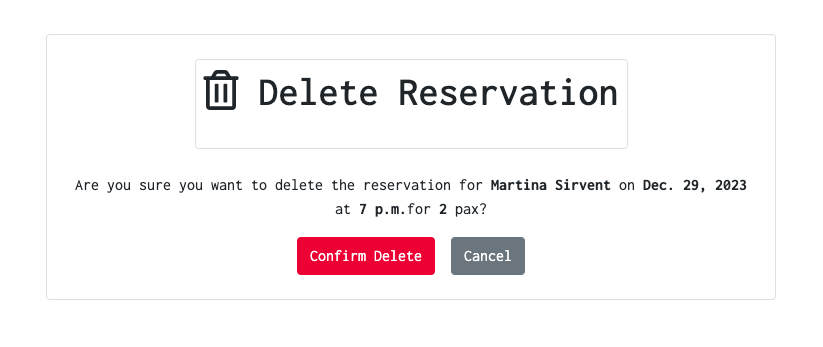 Delete Reservation
Are you sure you want to delete the reservation for Martina Sirvent on Dec. 29, 2023
at 7 p.m.for 2 pax?
Confirm Delete Cancel